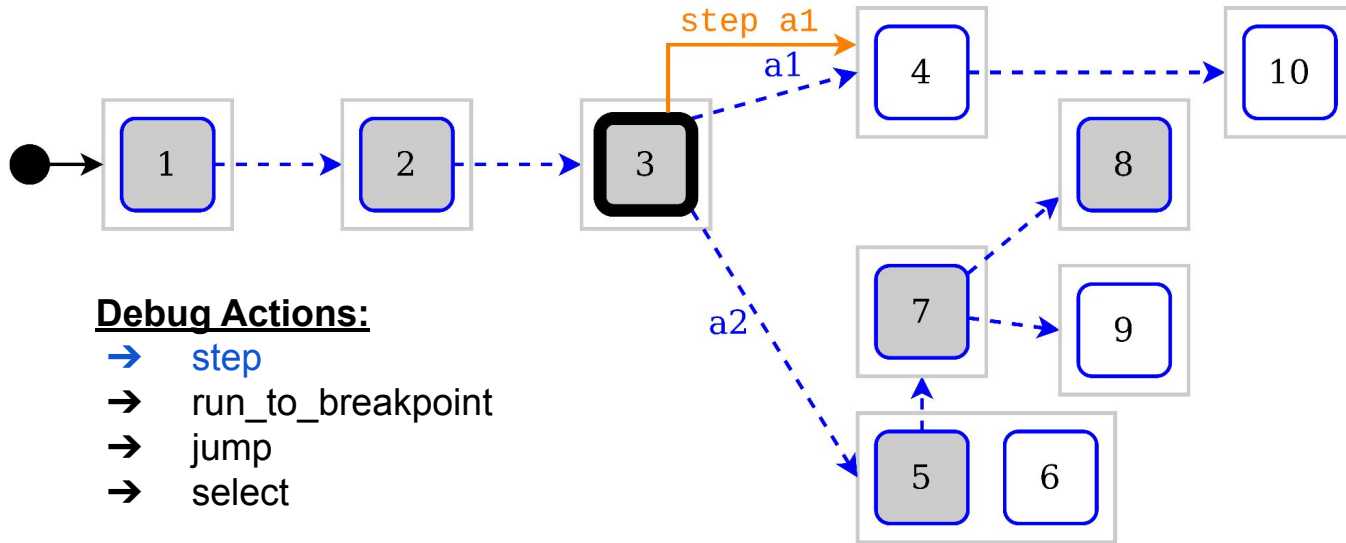 step a1
a1
4
10
1
2
3
8
7
9
a2
5
6
Debug Actions:
➔ step
➔ run_to_breakpoint
➔ jump
➔ select